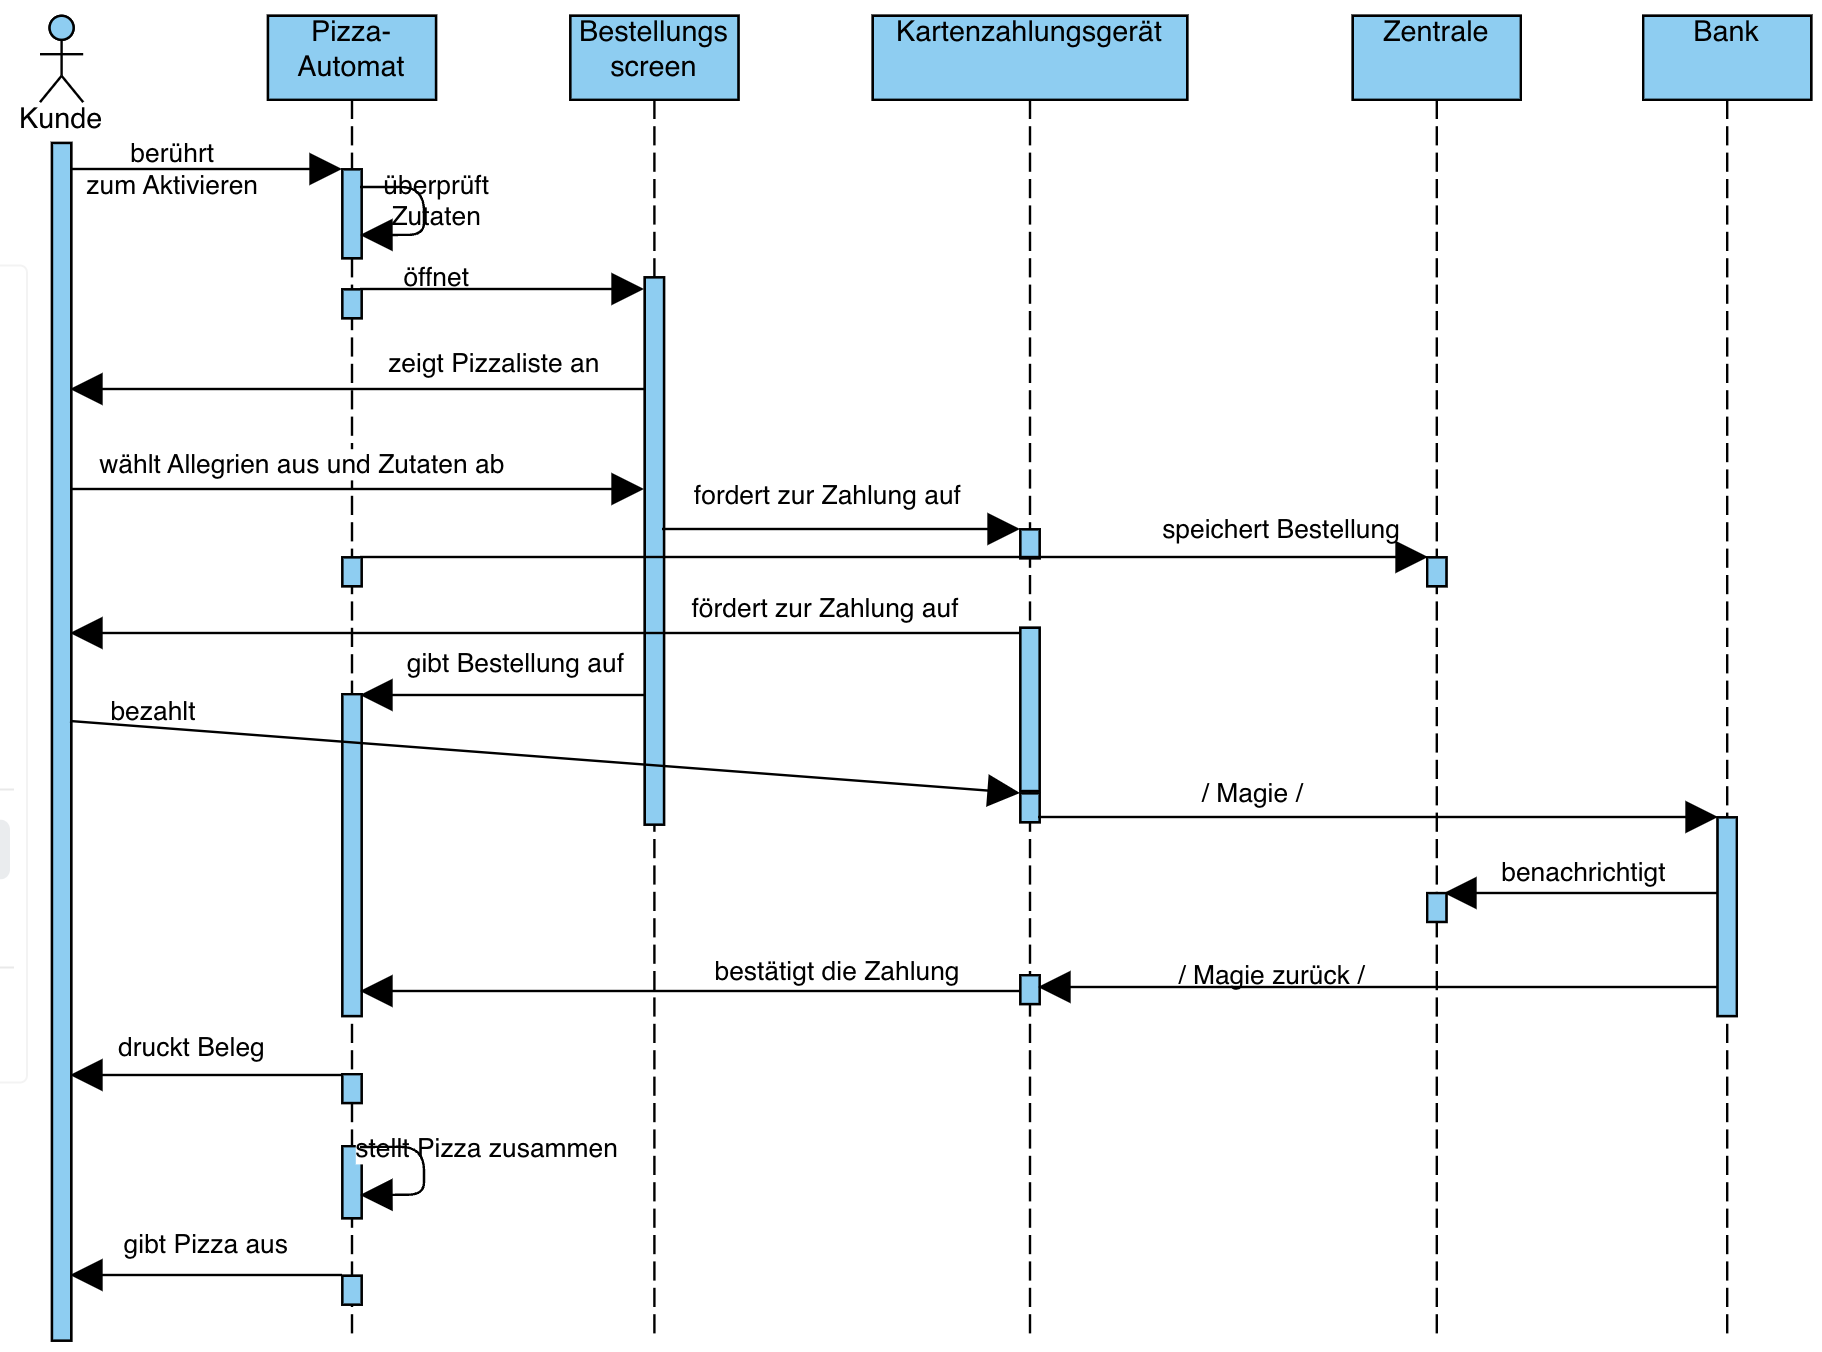 Kunde
Pizza-
Automat
Bestellungs
screen
Kartenzahlungsgerät
Zentrale
Bank
berührt
zum Aktivieren
überprüft
Zutaten
öffnet
zeigt Pizzaliste an
wählt Allegrien aus und Zutaten ab
fordert zur Zahlung auf
speichert Bestellung
fördert zur Zahlung auf
gibt Bestellung auf
bezahlt
/ Magie /
benachrichtigt
bestätigt die Zahlung
/ Magie zurück /
druckt Beleg
stellt Pizza zusammen
gibt Pizza aus